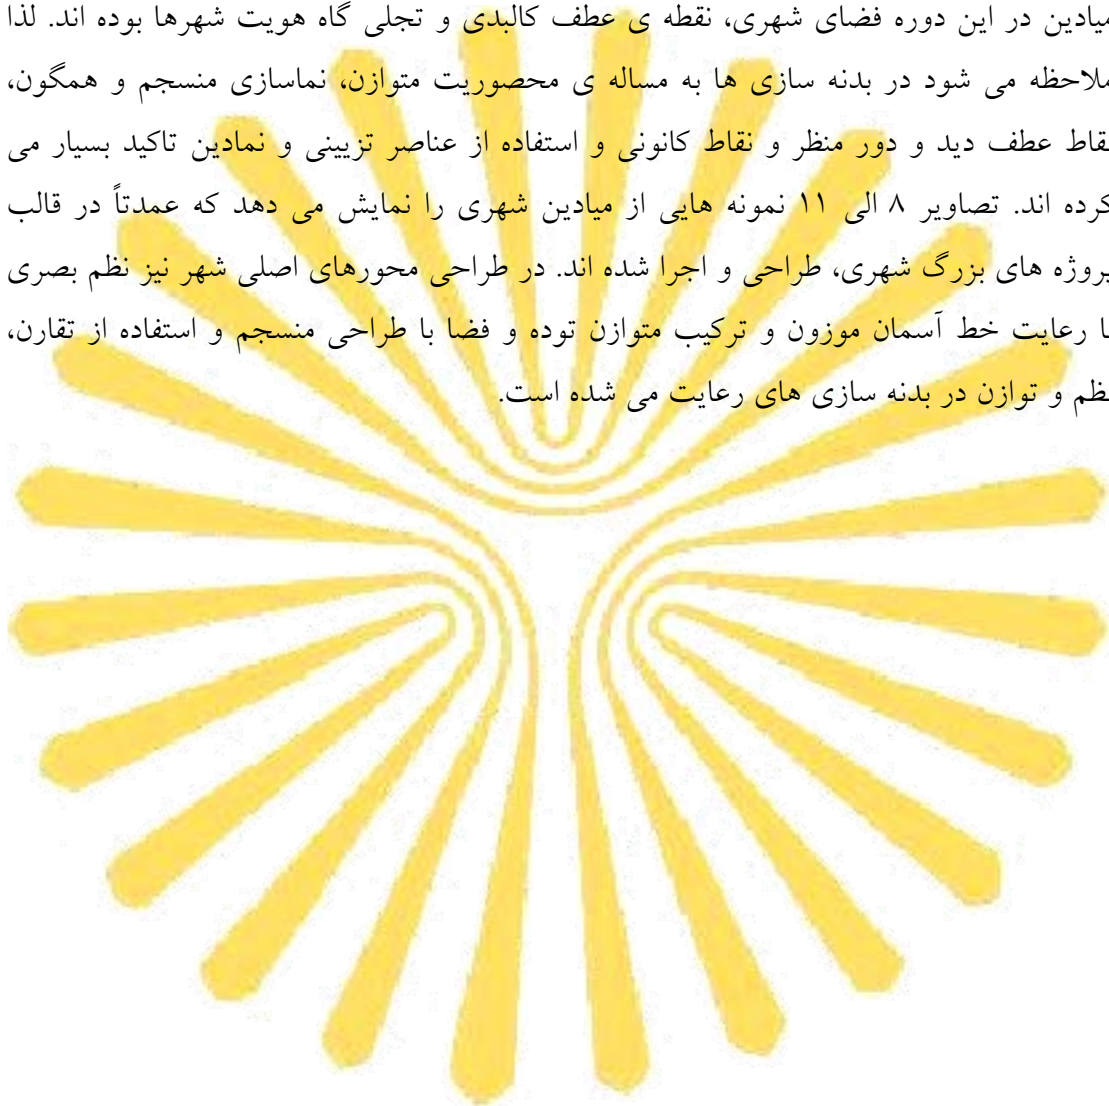 میادین در این دوره فضای شهری، نقطه ی عطف کالبدی و تجلی گاه هویت شهرها بوده اند. لذا
ملاحظه می شود در بدنه سازی ها به مساله ی محصوریت متوازن، نماسازی منسجم و همگون،
نقاط عطف دید و دور منظر و نقاط کانونی و استفاده از عناصر تزیینی و نمادین تاکید بسیار می
کرده اند. تصاویر ۸ الی ۱۱ نمونه هایی از میادین شهری را نمایش می دهد که عمدتاً در قالب
پروژه های بزرگ شهری، طراحی و اجرا شده اند. در طراحی محورهای اصلی شهر نیز نظم بصری
با رعایت خط آسمان موزون و ترکیب متوازن توده و فضا با طراحی منسجم و استفاده از تقارن،
نظم و توازن در بدنه سازی های رعایت می شده است.